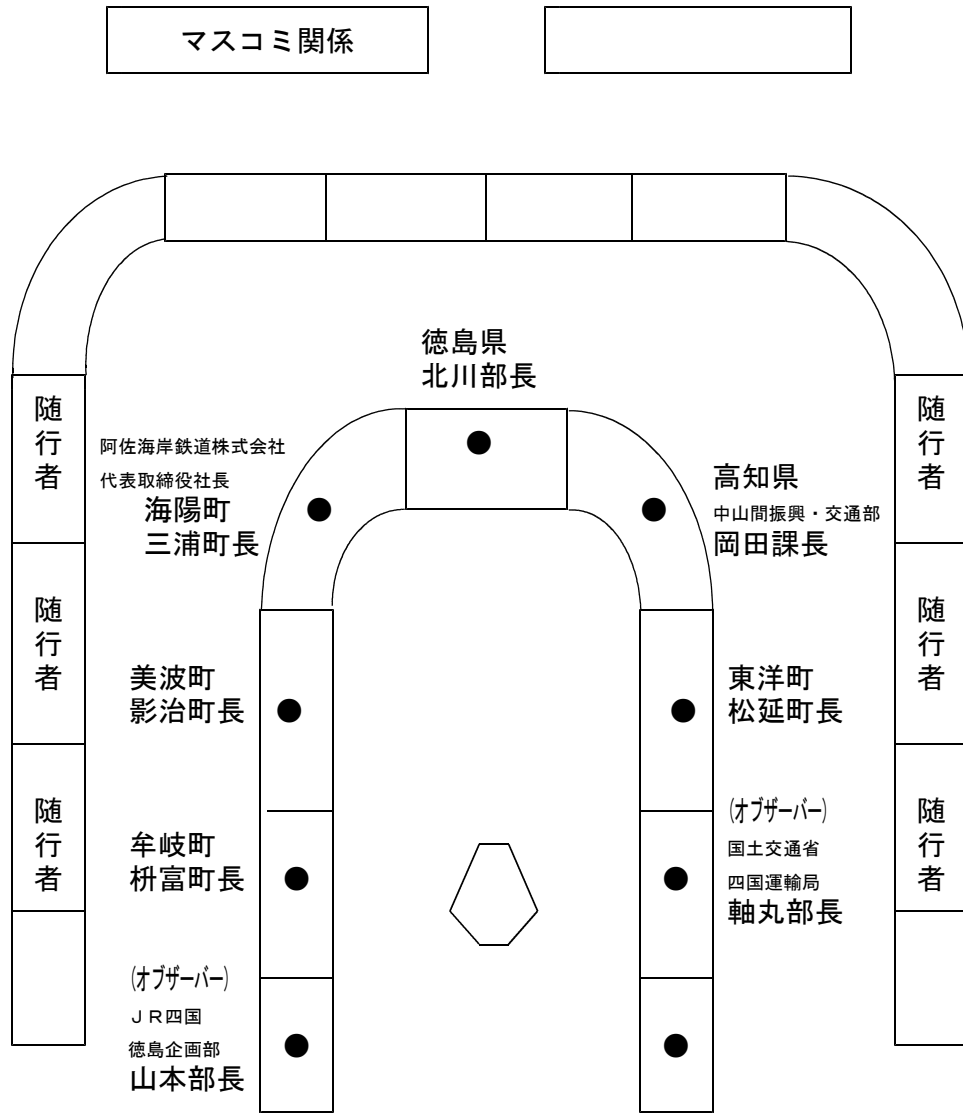 マスコミ関係
徳島県
北川部長
随行者
阿佐海岸鉄道株式会社
代表取締役社長
海陽町
三浦町長
高知県
中山間振興・交通部
岡田課長
随行者
随行者
美波町
影治町長
東洋町
松延町長
随行者
随行者
牟岐町
枡富町長
(オブザーバー)
国土交通省
四国運輸局
軸丸部長
随行者
(オブザーバー)
ＪＲ四国
徳島企画部
山本部長